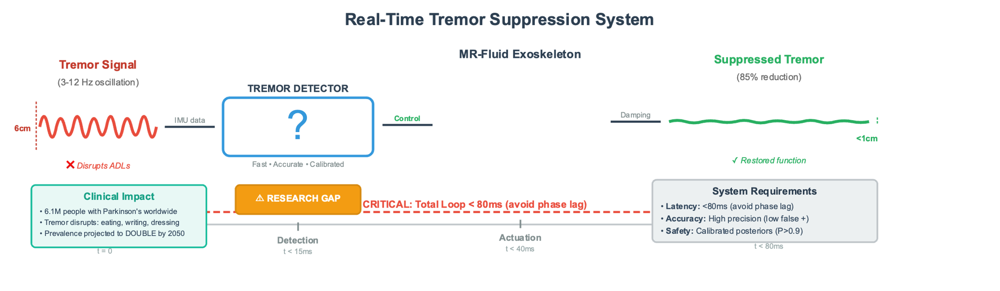 Real-Time Tremor Suppression System
MR-Fluid Exoskeleton
Tremor Signal
(3-12 Hz oscillation)
6cm
❌ Disrupts ADLs
IMU data
TREMOR DETECTOR
?
Fast • Accurate • Calibrated
Control
Damping
Suppressed Tremor
(85% reduction)
<1cm
✓ Restored function
Clinical Impact
• 6.1M people with Parkinson's worldwide
• Tremor disrupts: eating, writing, dressing
• Prevalence projected to DOUBLE by 2050
t = 0
⚠ RESEARCH GAP
CRITICAL: Total Loop < 80ms (avoid phase lag)
Detection
t < 15ms
Actuation
t < 40ms
System Requirements
• Latency: <80ms (avoid phase lag)
• Accuracy: High precision (low false +)
• Safety: Calibrated posteriors (P>0.9)
t < 80ms